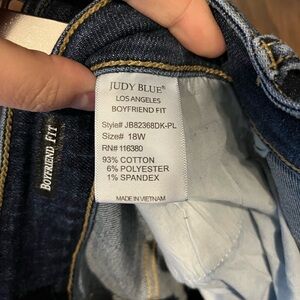 JUDY BLUE®
LOS ANGELES
BOYFRIEND FIT
Style# JB82368DK-PL
Size# 18W
RN# 116380
93% COTTON
6% POLYESTER
1% SPANDEX
MADE IN VIETNAM
BOYFRIEND FIT